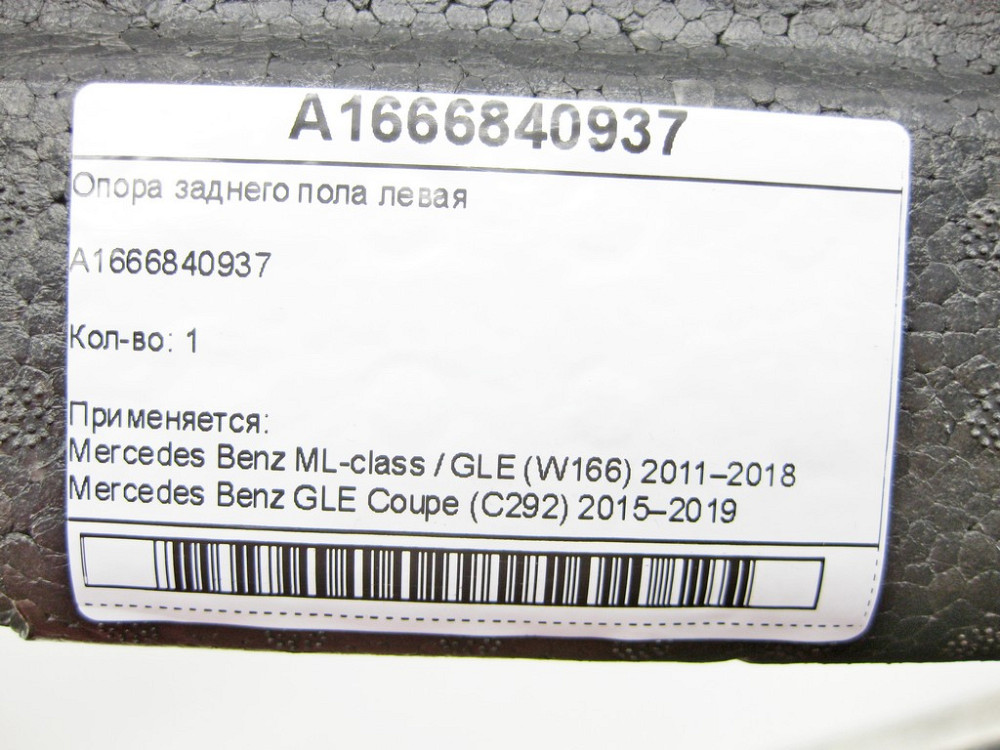 A1666840937
Опора заднего пола левая
A1666840937
Кол-во: 1
Применяется:
Mercedes Benz ML-class / GLE (W166) 2011–2018
Mercedes Benz GLE Coupe (C292) 2015–2019